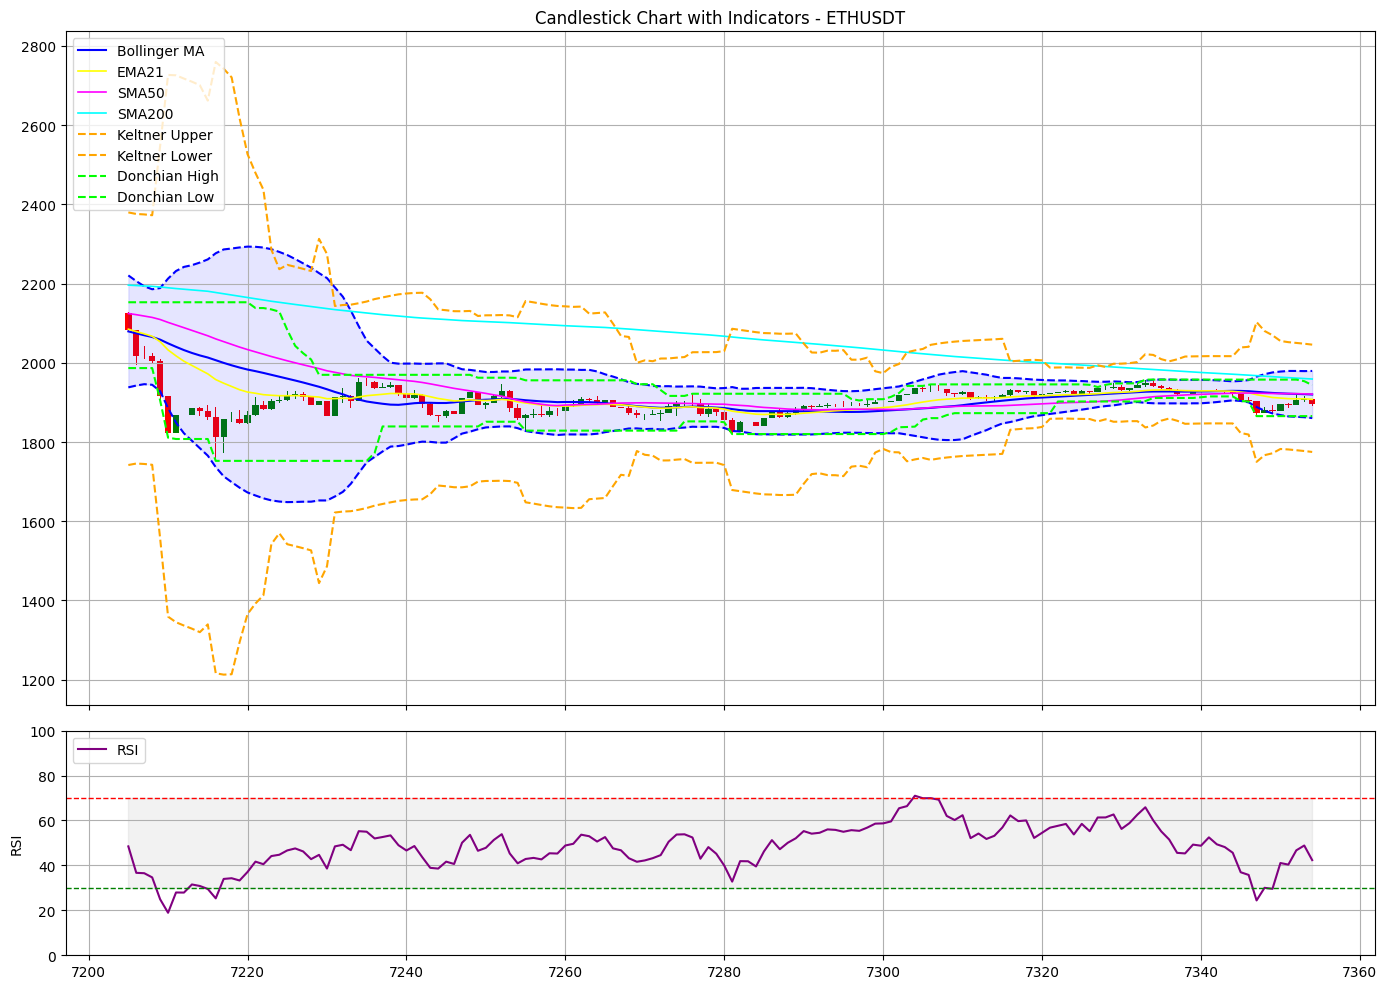 Candlestick Chart with Indicators - ETHUSDT
2800
2600
2400
2200
2000
1800
1600
1400
1200
Bollinger MA
EMA21
SMA50
SMA200
Keltner Upper
Keltner Lower
Donchian High
Donchian Low
RSI
100
80
60
40
20
0
RSI
7200 7220 7240 7260 7280 7300 7320 7340 7360